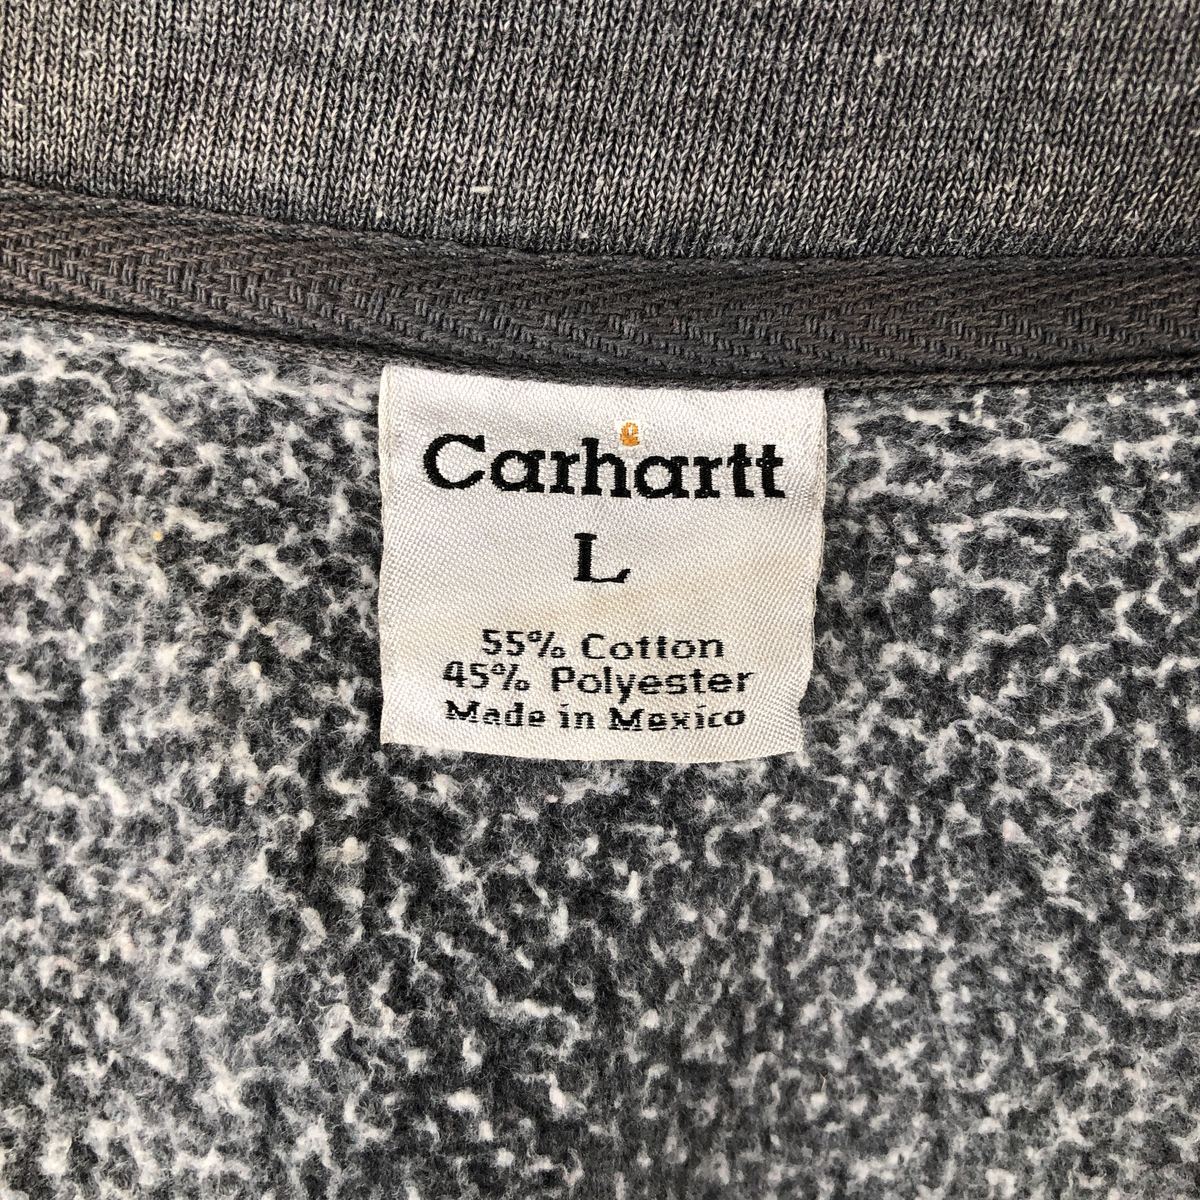 Carhartt
L
55% Cotton
45% Polyester
Made in Mexico